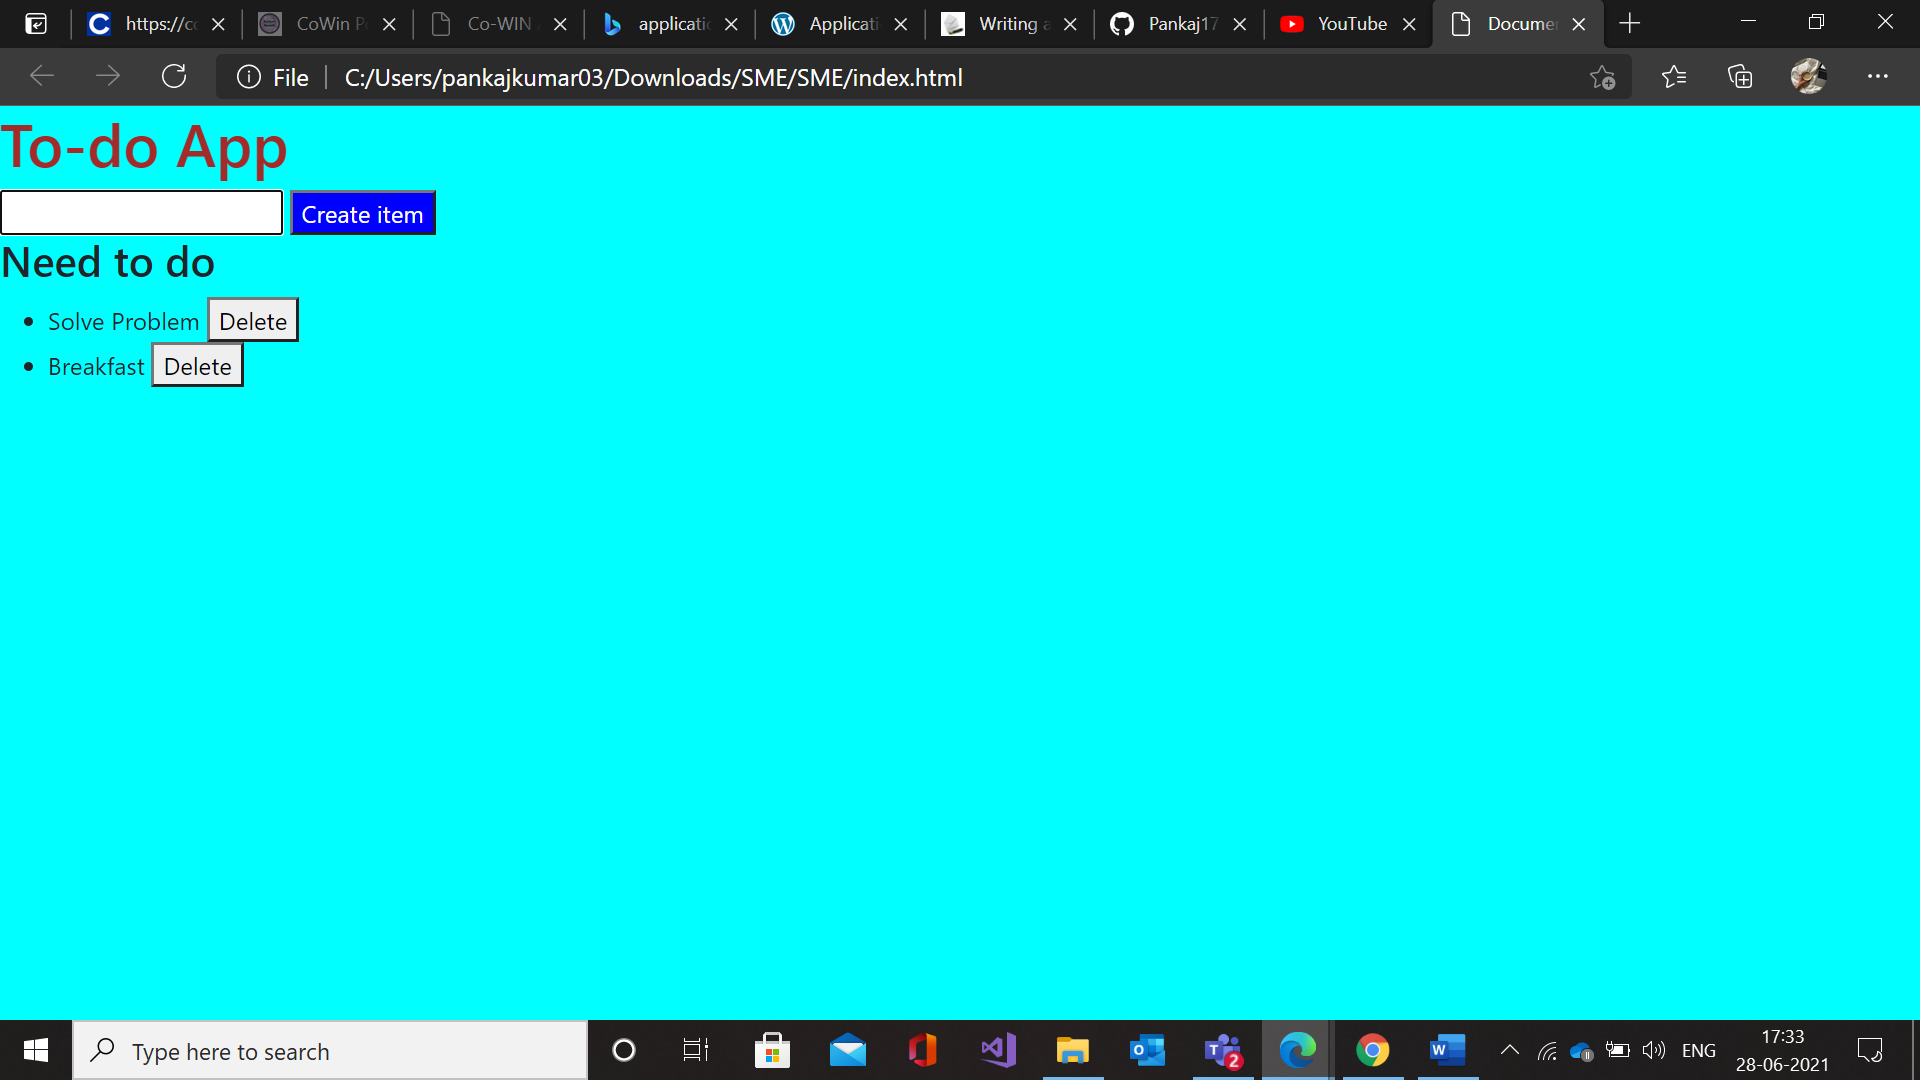 https://c
CoWin P
Co-WIN
applicati
Applicati
Writing a
Pankaj17
YouTube
Docume
File
C:/Users/pankajkumar03/Downloads/SME/SME/index.html
To-do App
Create item
Need to do
Solve Problem Delete
Breakfast Delete
Type here to search
2
ENG
17:33
28-06-2021